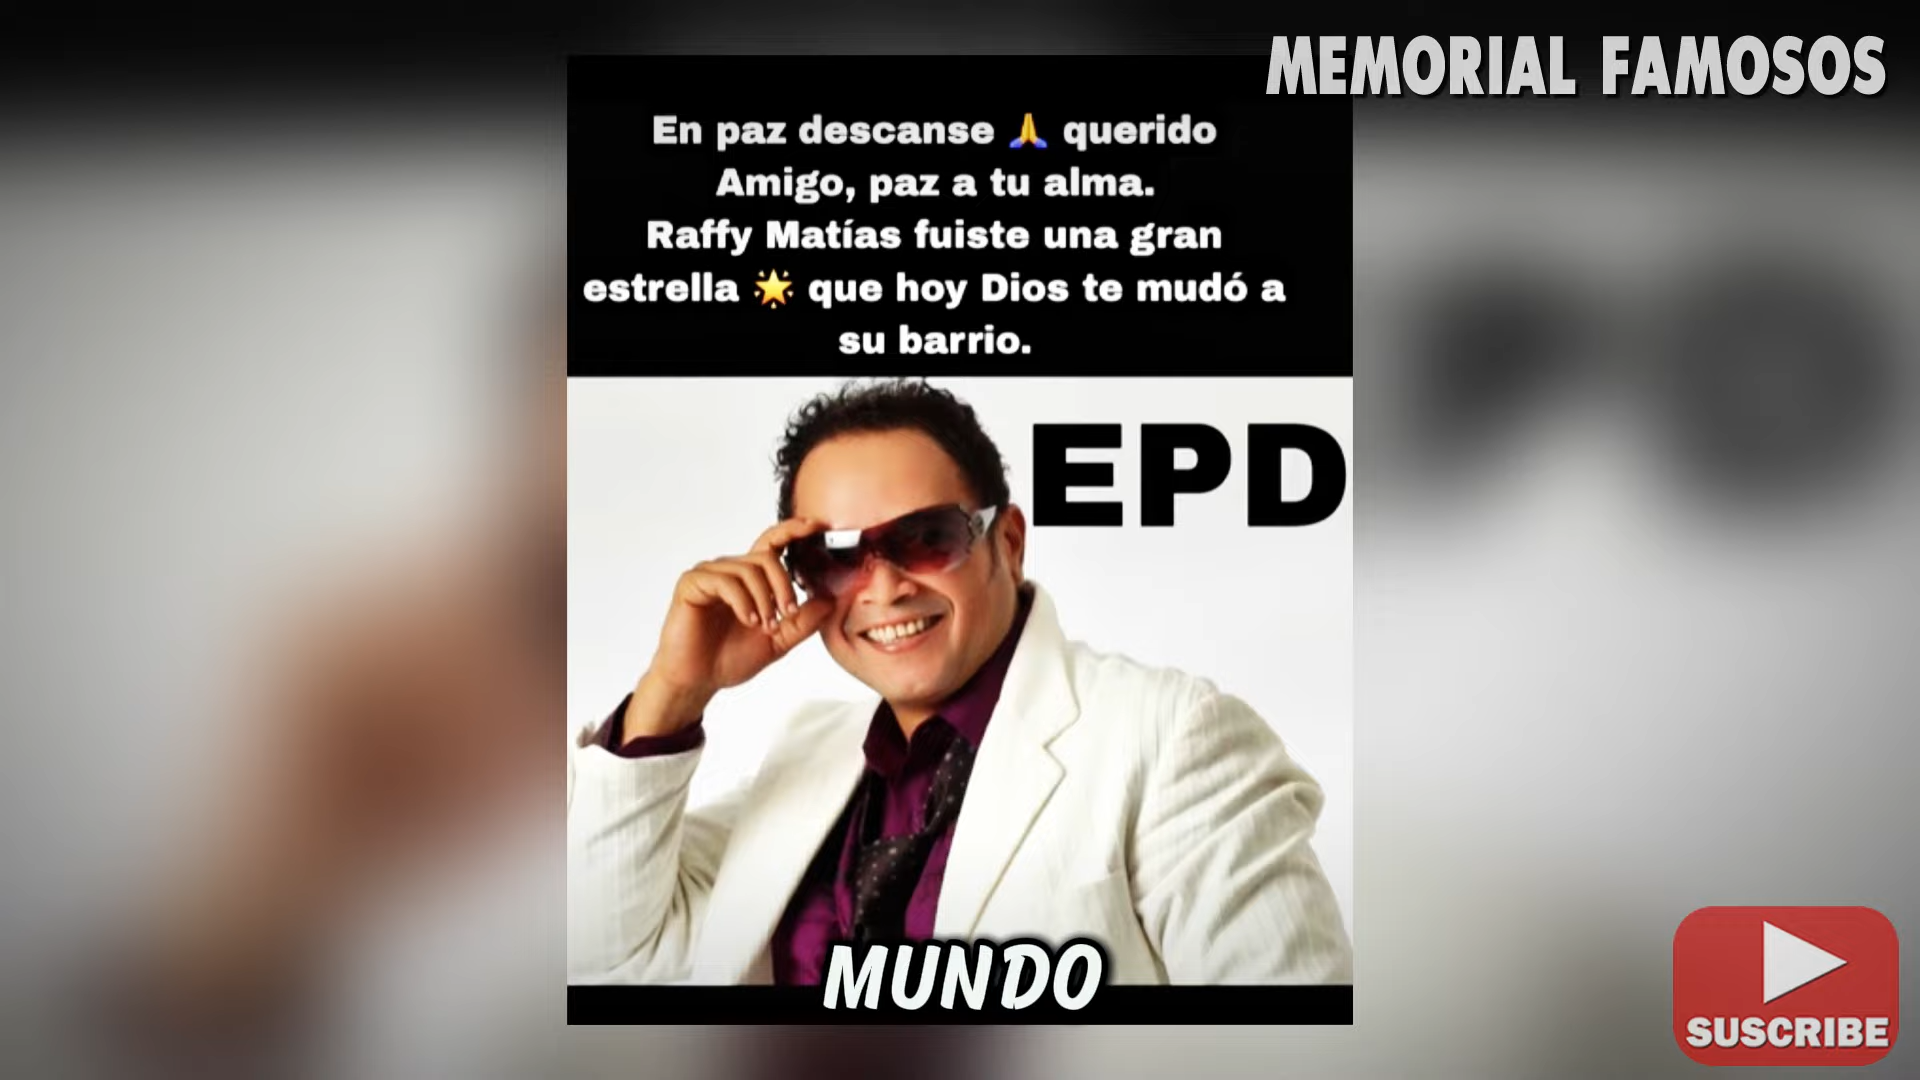 MEMORIAL FAMOSOS
En paz descanse 🙏 querido
Amigo, paz a tu alma.
Raffy Matías fuiste una gran
estrella 🌟 que hoy Dios te mudó a
su barrio.
EPD
MUNDO
SUSCRIBE